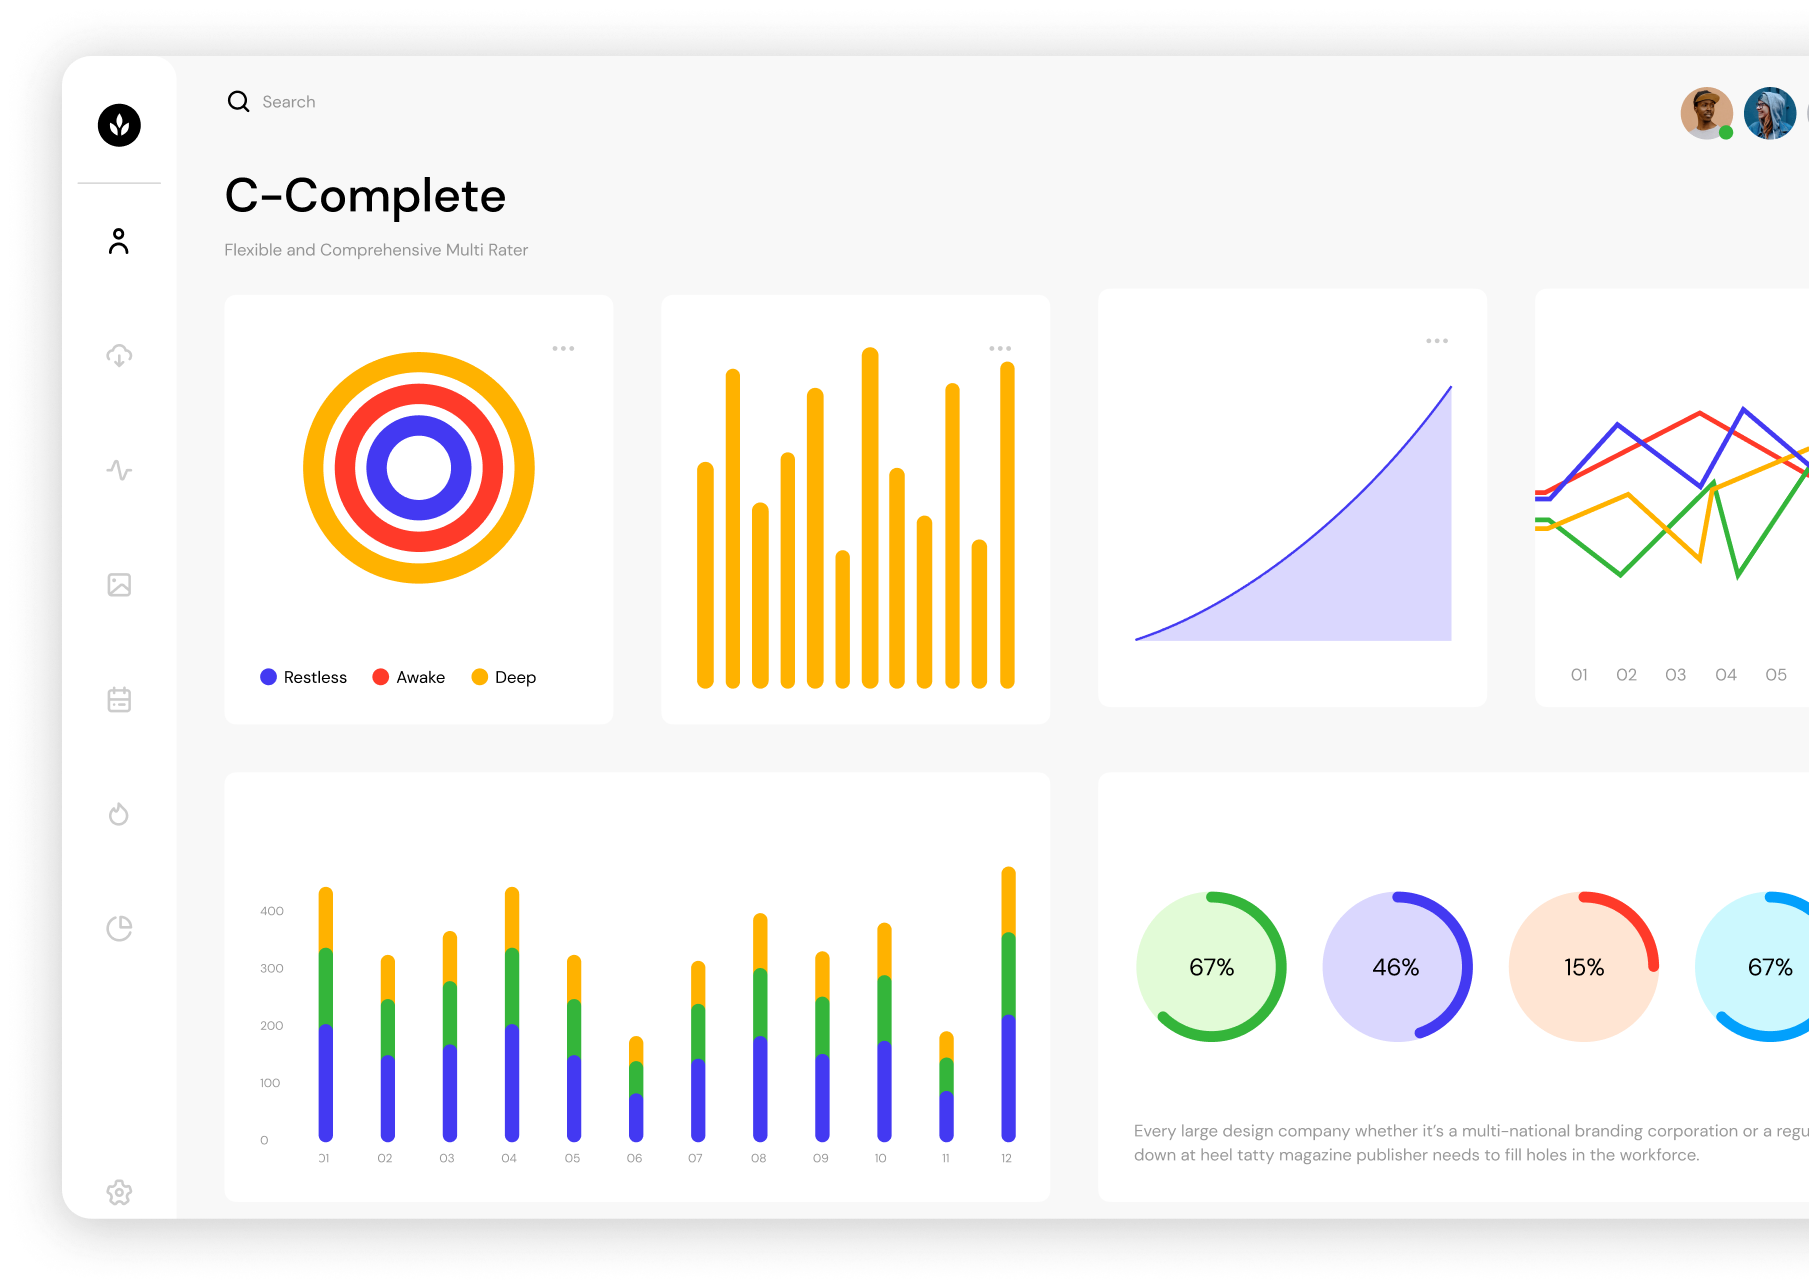 Search
C-Complete
Flexible and Comprehensive Multi Rater
Restless Awake Deep
01 02 03 04 05
400
300
200
100
0
01 02 03 04 05 06 07 08 09 10 11 12
67% 46% 15% 67%
Every large design company whether it’s a multi-national branding corporation or a regu
down at heel tatty magazine publisher needs to fill holes in the workforce.